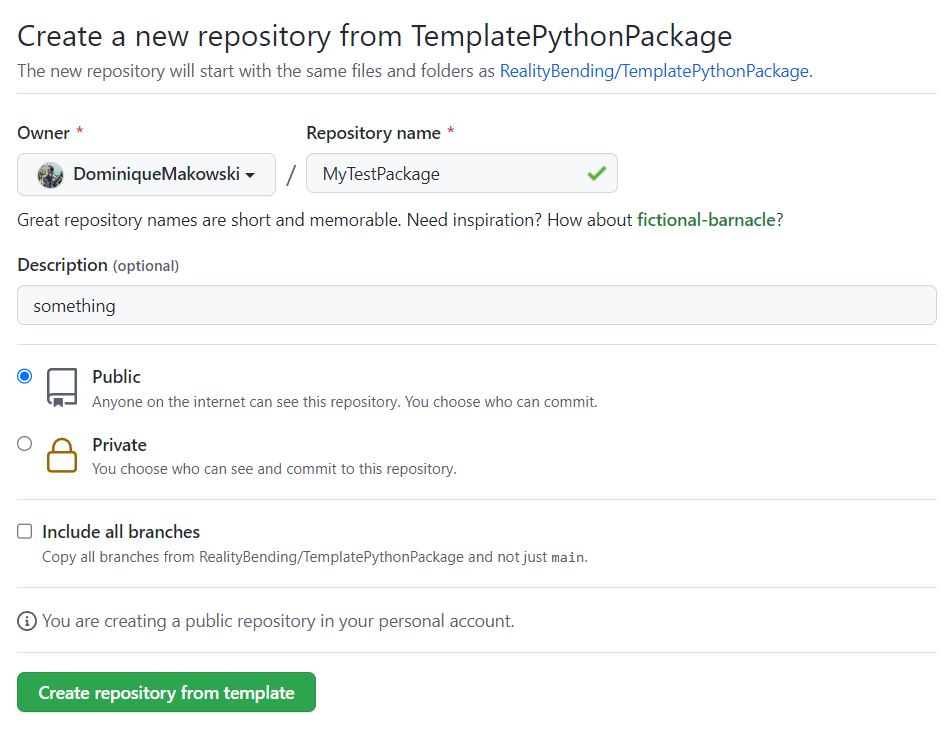 Create a new repository from TemplatePythonPackage
The new repository will start with the same files and folders as RealityBending/TemplatePythonPackage.
Owner * Repository name *
DominiqueMakowski / MyTestPackage
Great repository names are short and memorable. Need inspiration? How about fictional-barnacle?
Description (optional)
something
Public
Anyone on the internet can see this repository. You choose who can commit.
Private
You choose who can see and commit to this repository.
Include all branches
Copy all branches from RealityBending/TemplatePythonPackage and not just main.
You are creating a public repository in your personal account.
Create repository from template